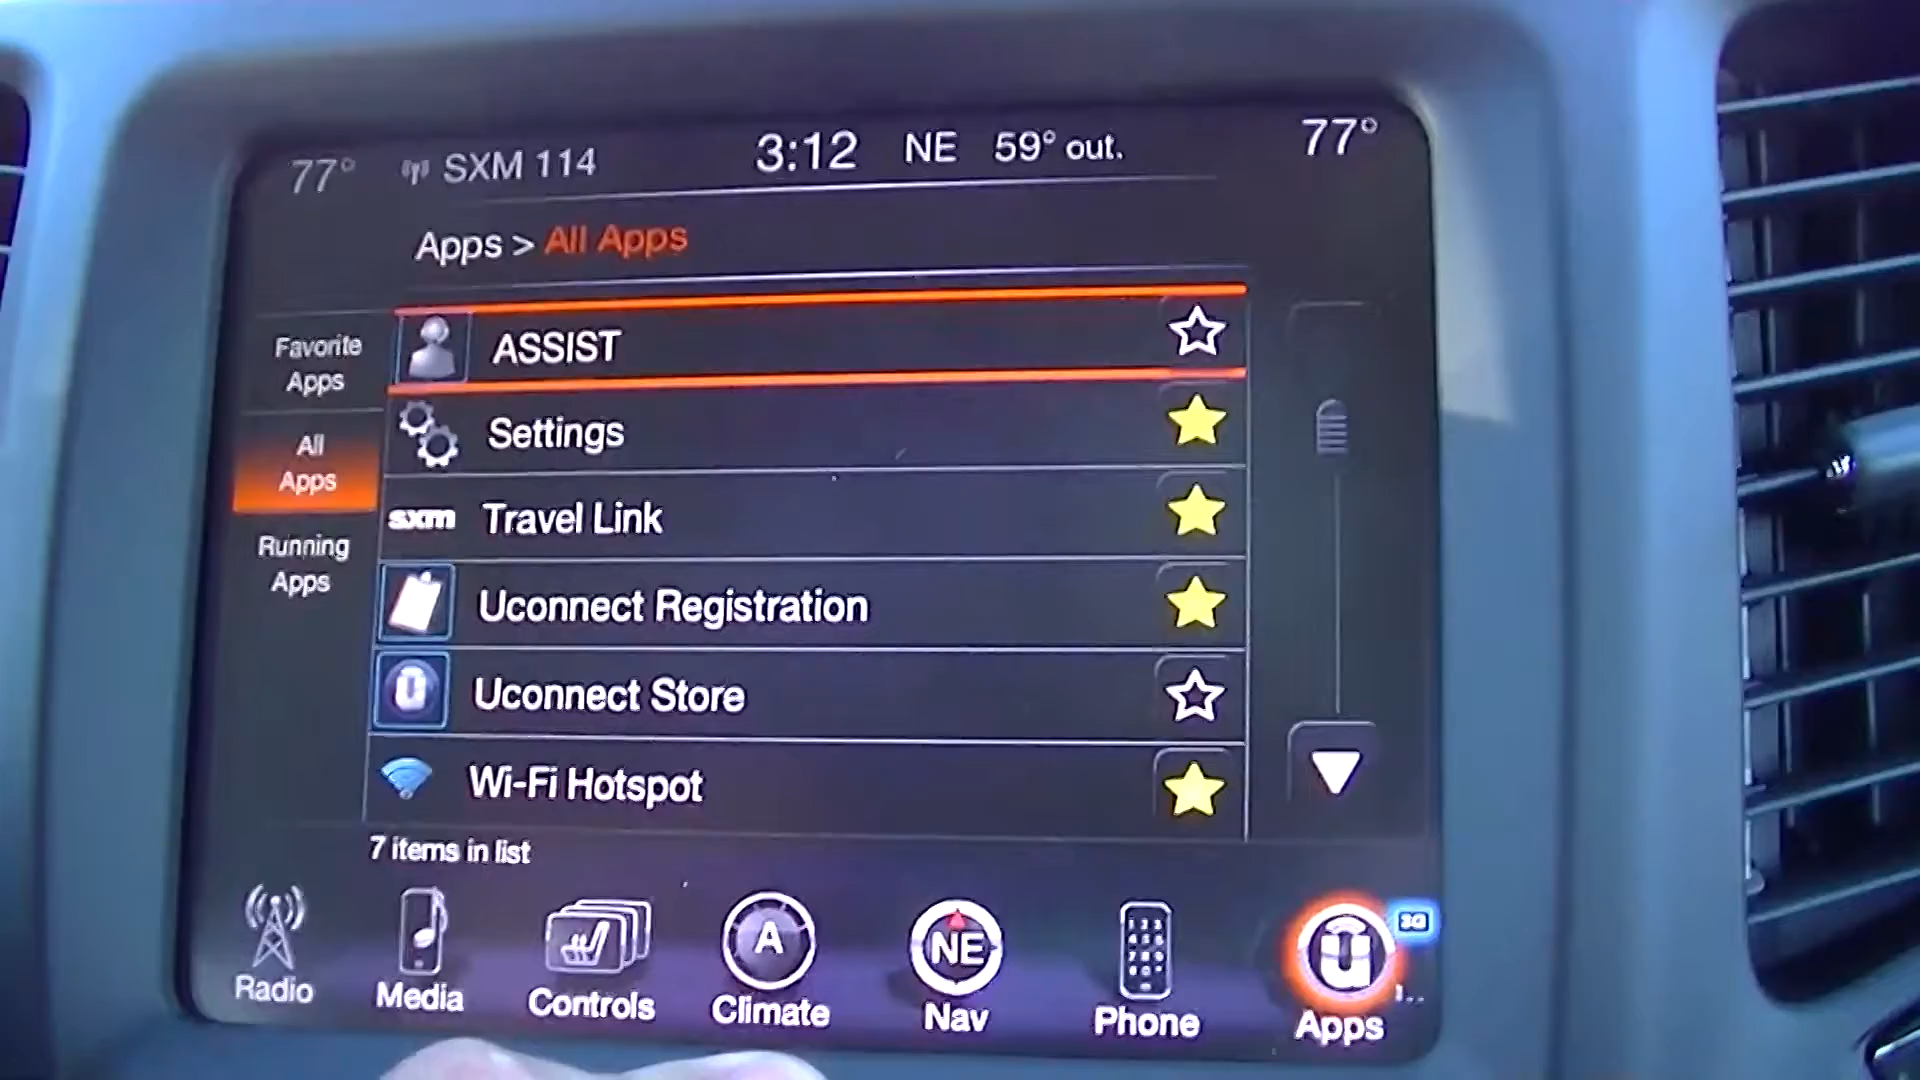 77° SXM 114 3:12 NE 59° out. 77°
Apps > All Apps
Favorite
Apps
All
Apps
Running
Apps
ASSIST
Settings
sxm Travel Link
Uconnect Registration
Uconnect Store
Wi-Fi Hotspot
7 items in list
A
NE
3G
Radio
Media
Controls
Climate
Nav
Phone
Apps